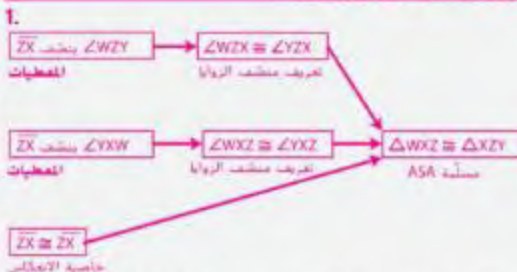 1.
ZX ينصف ∠WZY
∠WZX ≅ ∠YZX
المعطيات
تعريف منصف الزوايا
ZX ينصف ∠YXW
∠WXZ ≅ ∠YXZ
△WXZ ≅ △XZY
المعطيات
تعريف منصف الزوايا
مسلّمة ASA
ZX ≅ ZX
خاصية الانعكاس